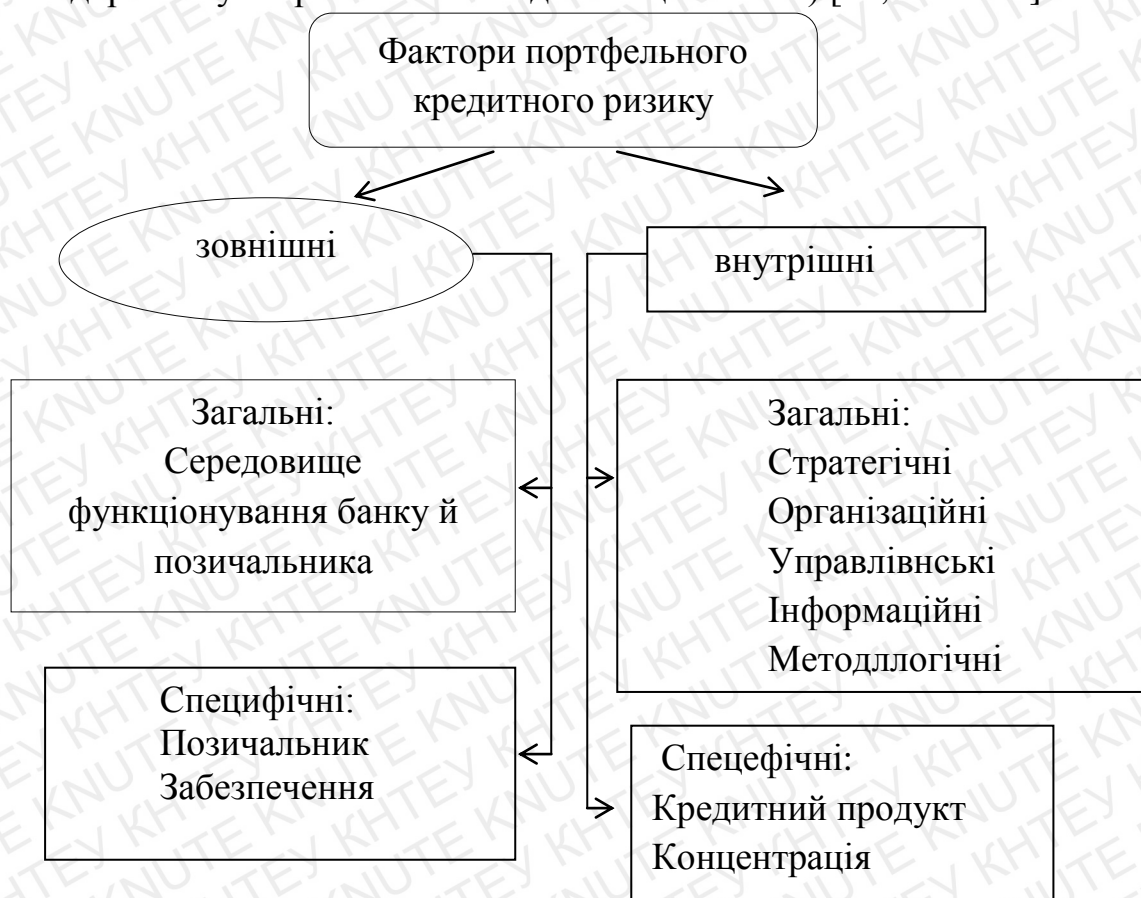 Фактори портфельного
кредитного ризику
зовнішні
внутрішні
Загальні:
Середовище
функціонування банку й
позичальника
Загальні:
Стратегічні
Організаційні
Управлівнські
Інформаційні
Методллогічні
Специфічні:
Позичальник
Забезпечення
Спецефічні:
Кредитний продукт
Концентрація